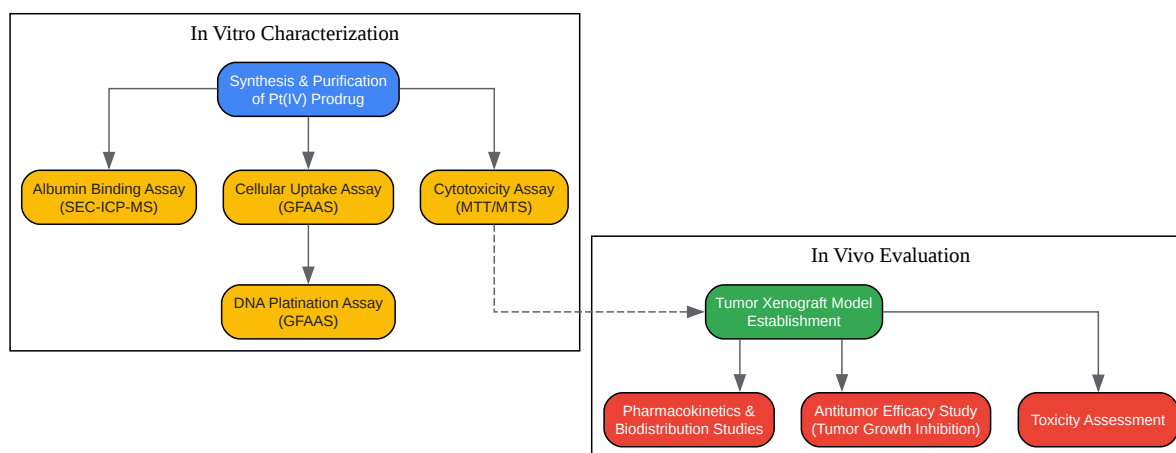 In Vitro Characterization
Synthesis & Purification
of Pt(IV) Prodrug
Albumin Binding Assay
(SEC-ICP-MS)
Cellular Uptake Assay
(GFAAS)
Cytotoxicity Assay
(MTT/MTS)
DNA Platination Assay
(GFAAS)
In Vivo Evaluation
Tumor Xenograft Model
Establishment
Pharmacokinetics &
Biodistribution Studies
Antitumor Efficacy Study
(Tumor Growth Inhibition)
Toxicity Assessment